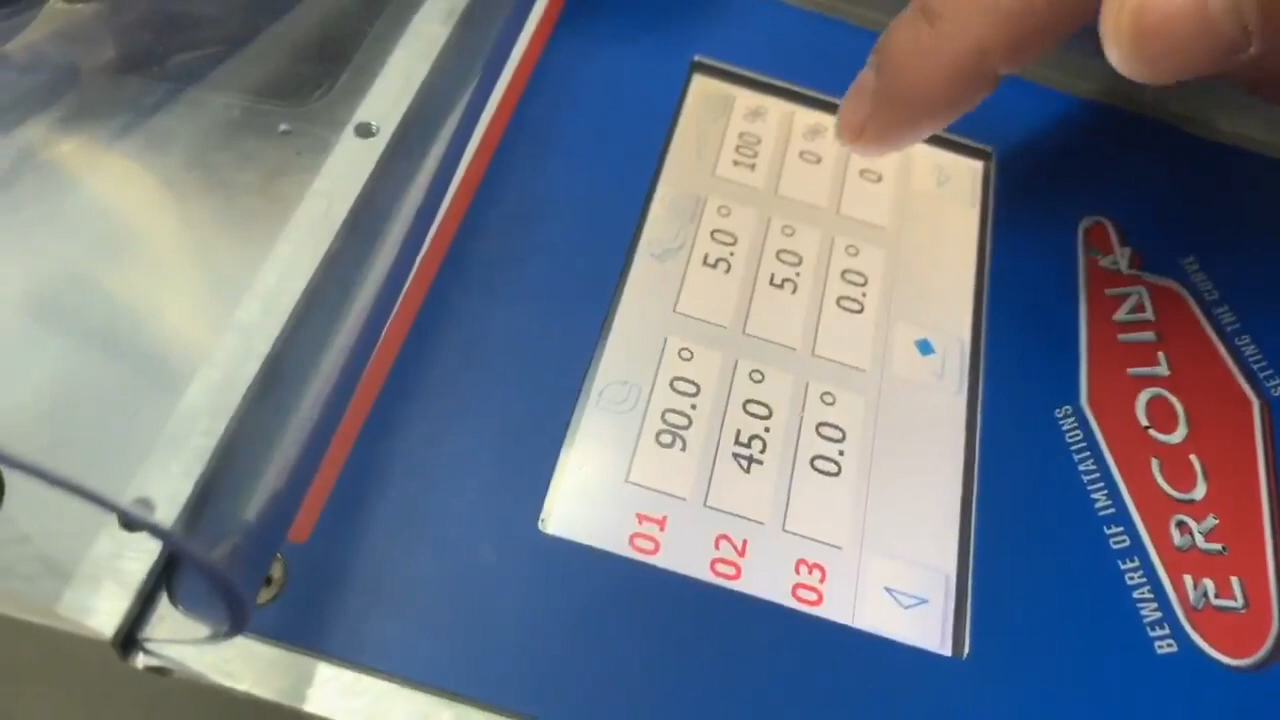 01 90.0 ° 5.0 ° 100 %
02 45.0 ° 5.0 ° 0 %
03 0.0 ° 0.0 ° 0
BEWARE OF IMITATIONS
ERCOLINA
SETTING THE CURVE